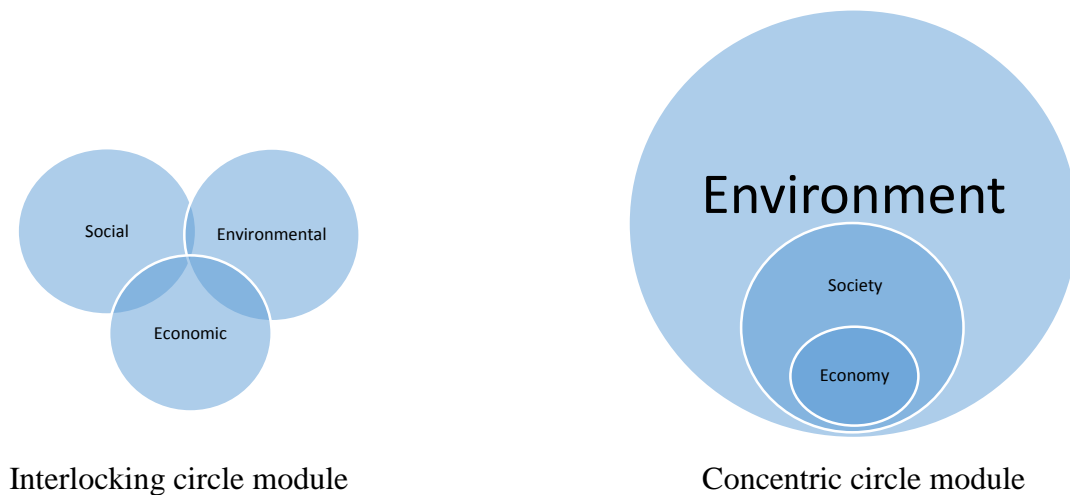 Social
Environmental
Economic
Interlocking circle module
Environment
Society
Economy
Concentric circle module